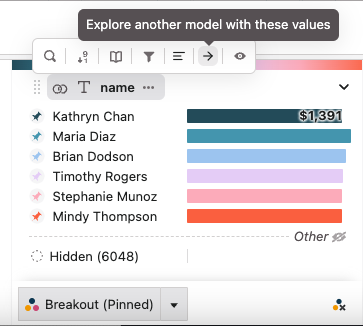 Explore another model with these values
name
Kathryn Chan $1,391
Maria Diaz
Brian Dodson
Timothy Rogers
Stephanie Munoz
Mindy Thompson
Other
Hidden (6048)
Breakout (Pinned)